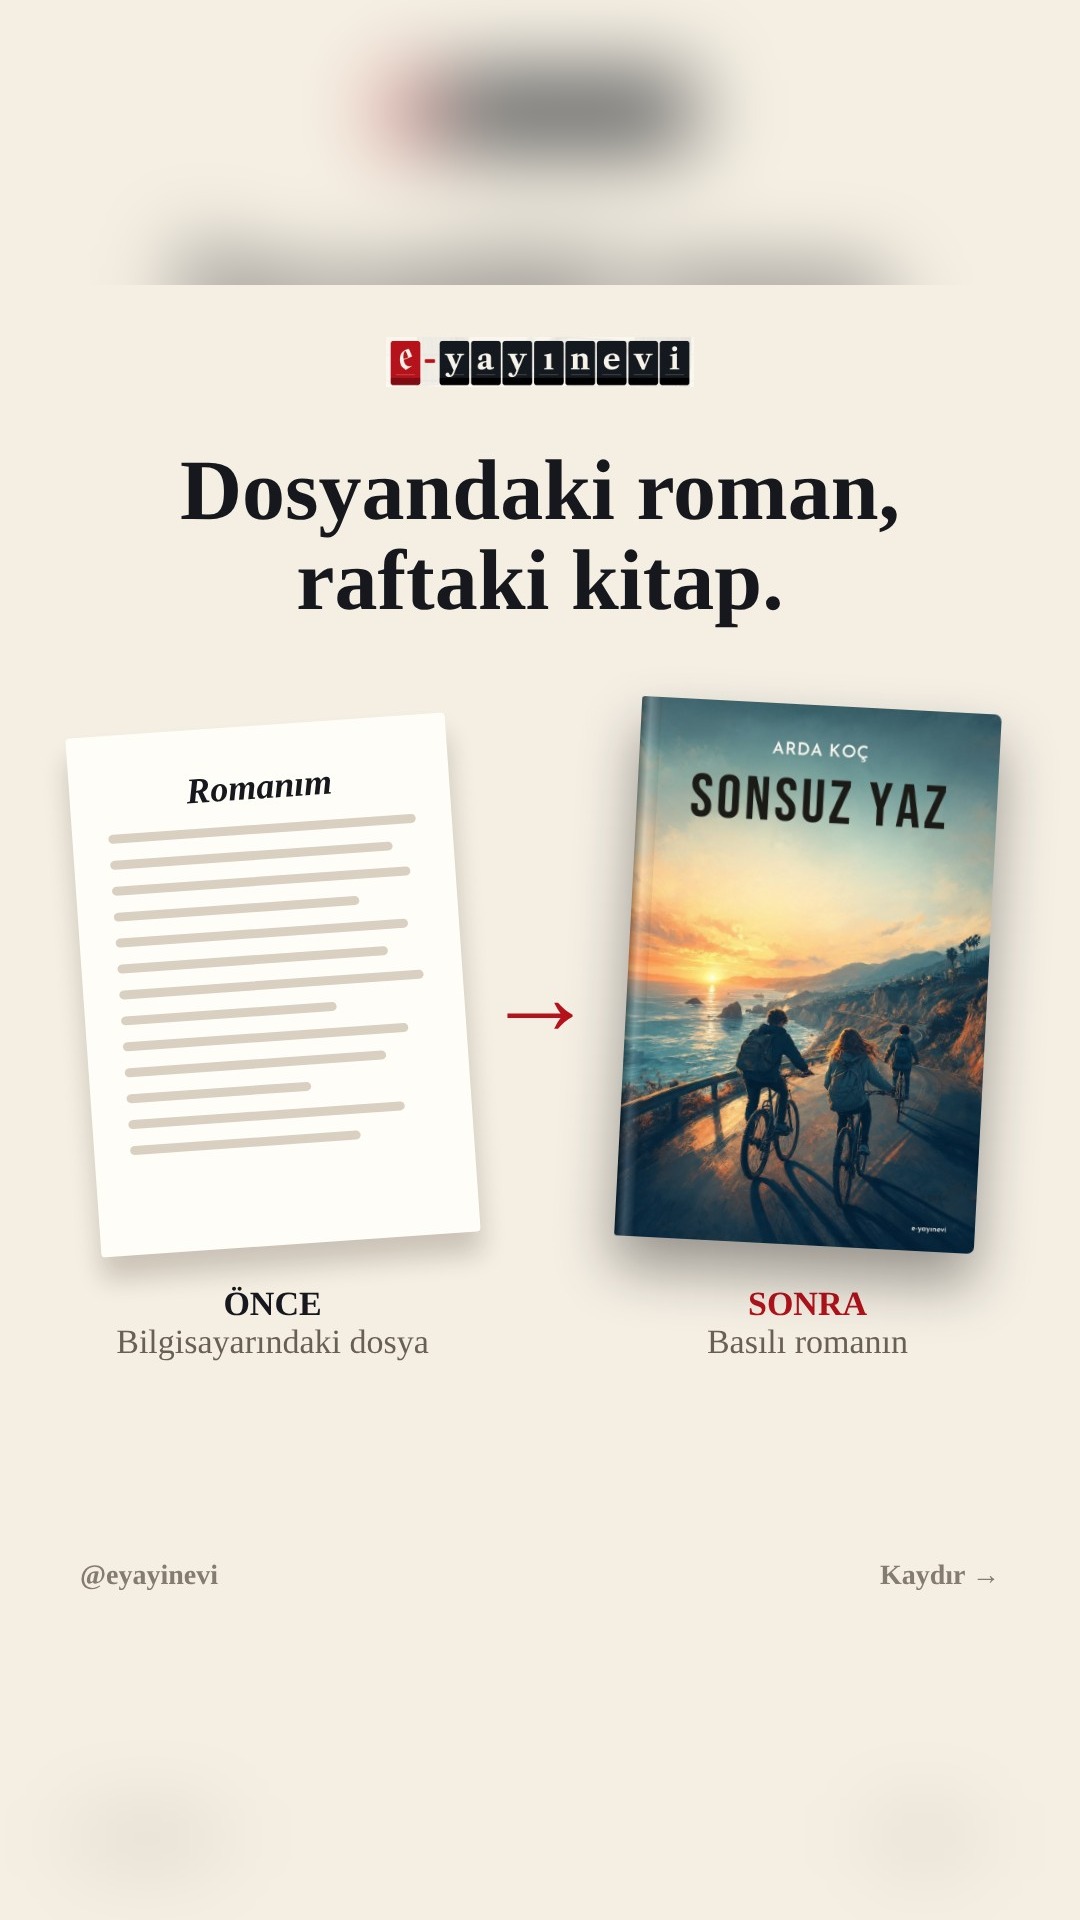 e-yayınevi
Dosyandaki roman,
raftaki kitap.
Romanım
ARDA KOÇ
SONSUZ YAZ
e-yayınevi
→
ÖNCE
Bilgisayarındaki dosya
SONRA
Basılı romanın
@eyayinevi
Kaydır →